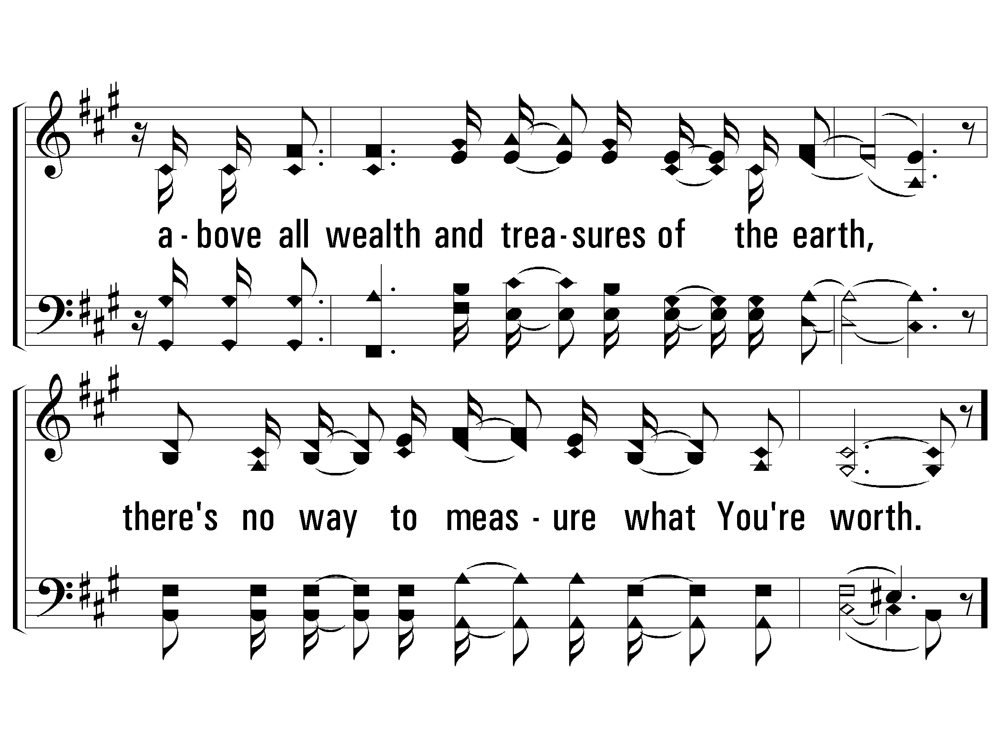 a - bove all wealth and trea - sures of the earth,
there's no way to meas - ure what You're worth.